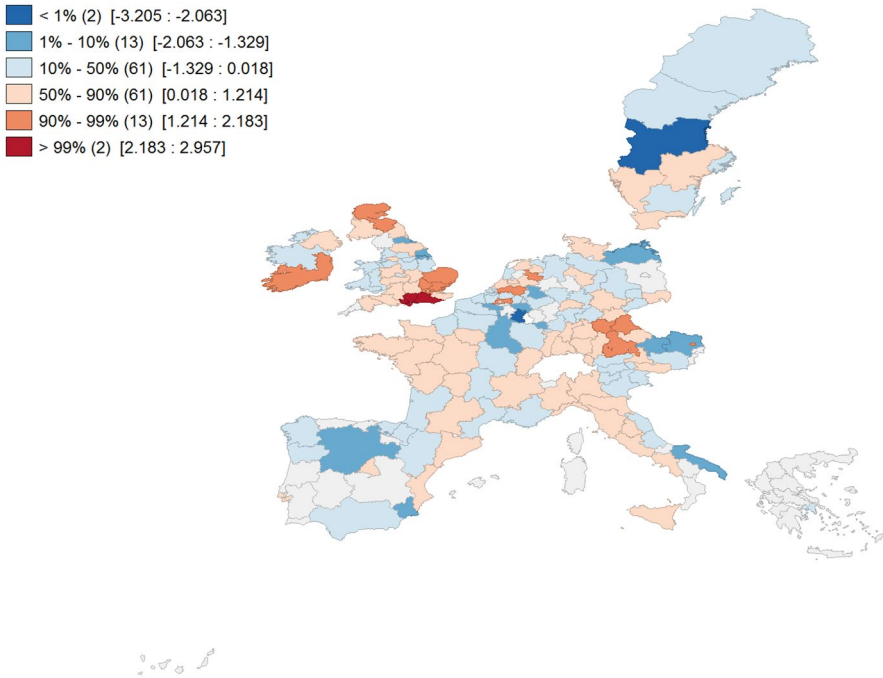 < 1% (2) [-3.205 : -2.063]
1% - 10% (13) [-2.063 : -1.329]
10% - 50% (61) [-1.329 : 0.018]
50% - 90% (61) [0.018 : 1.214]
90% - 99% (13) [1.214 : 2.183]
> 99% (2) [2.183 : 2.957]